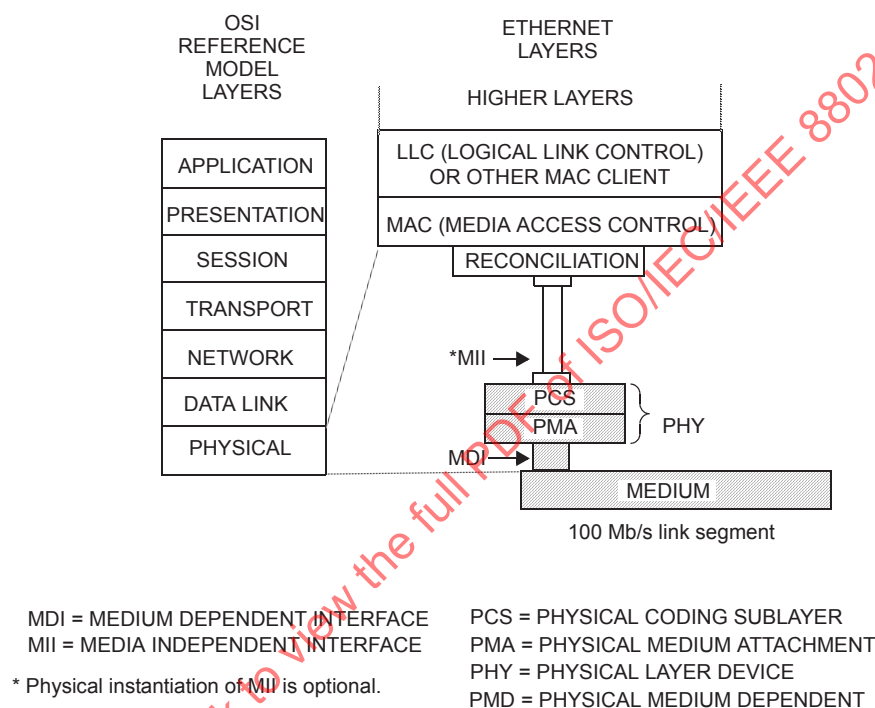 OSI
REFERENCE
MODEL
LAYERS
ETHERNET
LAYERS
HIGHER LAYERS
APPLICATION
PRESENTATION
SESSION
TRANSPORT
NETWORK
DATA LINK
PHYSICAL
LLC (LOGICAL LINK CONTROL)
OR OTHER MAC CLIENT
MAC (MEDIA ACCESS CONTROL)
RECONCILIATION
*MII
PCS
PMA
PHY
MDI
MEDIUM
100 Mb/s link segment
MDI = MEDIUM DEPENDENT INTERFACE
MII = MEDIA INDEPENDENT INTERFACE
* Physical instantiation of MII is optional.
PCS = PHYSICAL CODING SUBLAYER
PMA = PHYSICAL MEDIUM ATTACHMENT
PHY = PHYSICAL LAYER DEVICE
PMD = PHYSICAL MEDIUM DEPENDENT
to view the full PDF of ISO/IEC/IEEE 8802